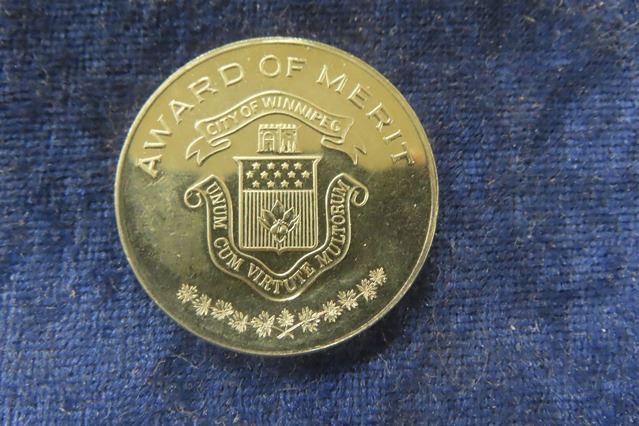 AWARD OF MERIT
CITY OF WINNIPEG
UNUM CUM VIRTUTE MULTORUM